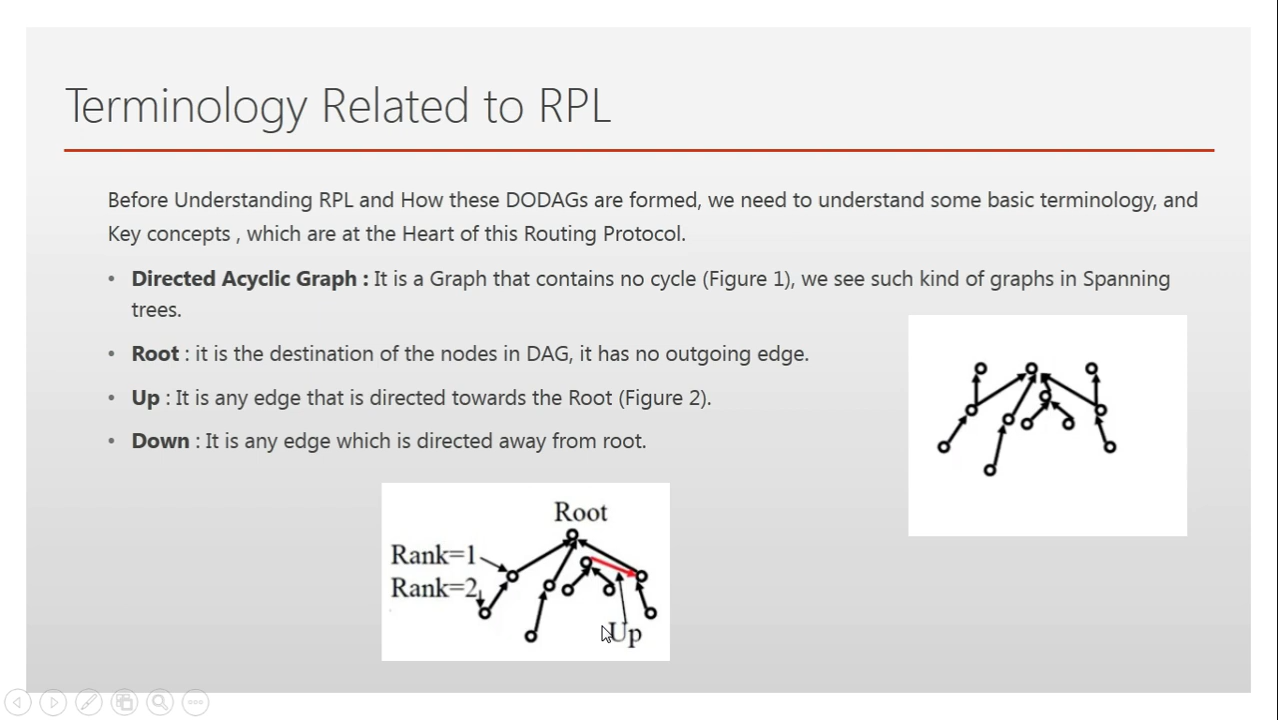 Terminology Related to RPL
Before Understanding RPL and How these DODAGs are formed, we need to understand some basic terminology, and
Key concepts , which are at the Heart of this Routing Protocol.
• Directed Acyclic Graph : It is a Graph that contains no cycle (Figure 1), we see such kind of graphs in Spanning
trees.
• Root : it is the destination of the nodes in DAG, it has no outgoing edge.
• Up : It is any edge that is directed towards the Root (Figure 2).
• Down : It is any edge which is directed away from root.
Root
Rank=1
Rank=2
Up